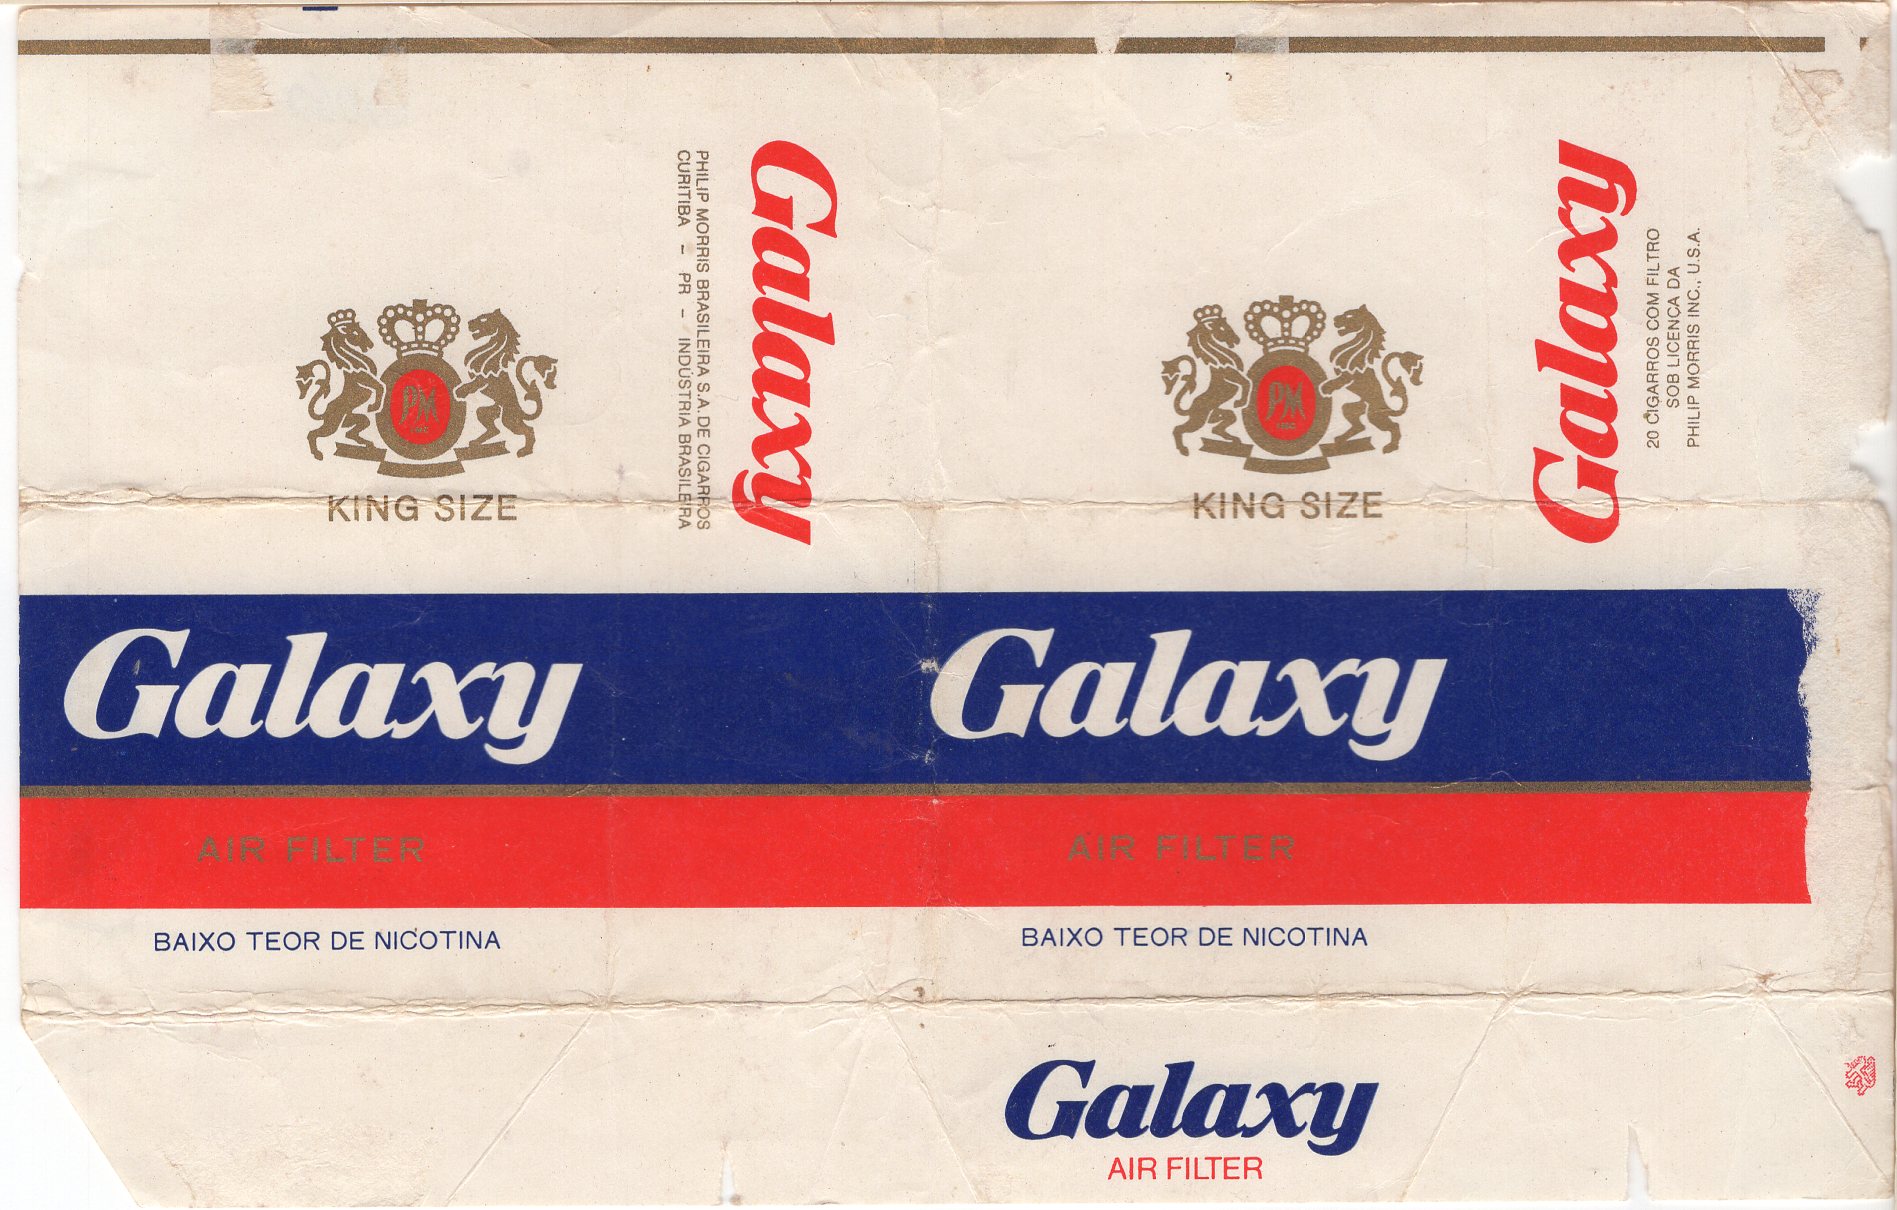 PM
KING SIZE
PHILIP MORRIS BRASILEIRA S.A. DE CIGARROS
CURITIBA - PR - INDÚSTRIA BRASILEIRA
Galaxy
PM
KING SIZE
Galaxy
20 CIGARROS COM FILTRO
SOB LICENCA DA
PHILIP MORRIS INC., U.S.A.
Galaxy
AIR FILTER
BAIXO TEOR DE NICOTINA
Galaxy
AIR FILTER
BAIXO TEOR DE NICOTINA
Galaxy
AIR FILTER